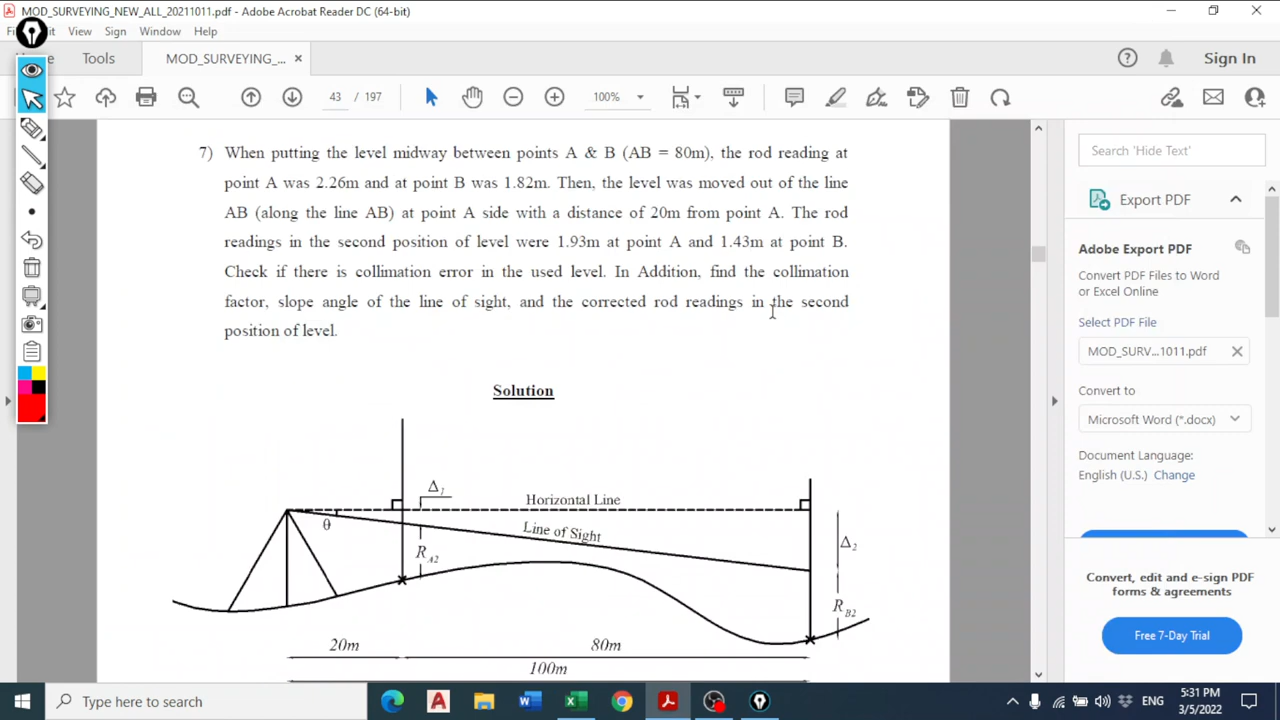 MOD_SURVEYING_NEW_ALL_20211011.pdf - Adobe Acrobat Reader DC (64-bit)
View Sign Window Help
Tools MOD_SURVEYING_... × Sign In
43 / 197 100%
7) When putting the level midway between points A & B (AB = 80m), the rod reading at
point A was 2.26m and at point B was 1.82m. Then, the level was moved out of the line
AB (along the line AB) at point A side with a distance of 20m from point A. The rod
readings in the second position of level were 1.93m at point A and 1.43m at point B.
Check if there is collimation error in the used level. In Addition, find the collimation
factor, slope angle of the line of sight, and the corrected rod readings in the second
position of level.
Solution
Δ1
Horizontal Line
θ
Line of Sight
Δ2
RA2
RB2
20m
80m
100m
Search 'Hide Text'
Export PDF
Adobe Export PDF
Convert PDF Files to Word
or Excel Online
Select PDF File
MOD_SURV...1011.pdf
Convert to
Microsoft Word (*.docx)
Document Language:
English (U.S.) Change
Convert, edit and e-sign PDF
forms & agreements
Free 7-Day Trial
Type here to search
ENG
5:31 PM
3/5/2022